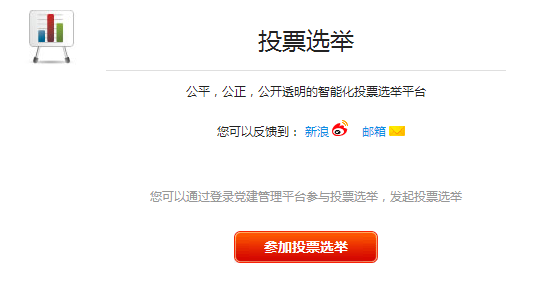 投票选举
公平，公正，公开透明的智能化投票选举平台
您可以反馈到： 新浪 邮箱
您可以通过登录党建管理平台参与投票选举，发起投票选举
参加投票选举